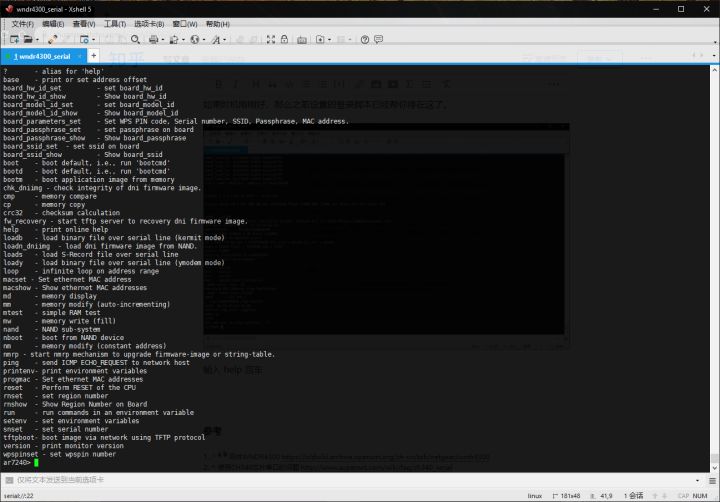 wndr4300_serial - Xshell 5
文件(F) 编辑(E) 查看(V) 工具(T) 选项卡(B) 窗口(W) 帮助(H)
1 wndr4300_serial
?       - alias for 'help'
base    - print or set address offset
board_hw_id_set         - set board_hw_id
board_hw_id_show        - Show board_hw_id
board_model_id_set      - set board_model_id
board_model_id_show     - Show board_model_id
board_parameters_set    - Set WPS PIN code, Serial number, SSID, Passphrase, MAC address.
board_passphrase_set    - set passphrase on board
board_passphrase_show   - Show board_passphrase
board_ssid_set  - set ssid on board
board_ssid_show         - Show board_ssid
boot    - boot default, i.e., run 'bootcmd'
bootd   - boot default, i.e., run 'bootcmd'
bootm   - boot application image from memory
chk_dniimg - check integrity of dni firmware image.
cmp     - memory compare
cp      - memory copy
crc32   - checksum calculation
fw_recovery - start tftp server to recovery dni firmware image.
help    - print online help
loadb   - load binary file over serial line (kermit mode)
loadn_dniimg  - load dni firmware image from NAND.
loads   - load S-Record file over serial line
loady   - load binary file over serial line (ymodem mode)
loop    - infinite loop on address range
macset - Set ethernet MAC address
macshow - Show ethernet MAC addresses
md      - memory display
mm      - memory modify (auto-incrementing)
mtest   - simple RAM test
mw      - memory write (fill)
nand    - NAND sub-system
nboot   - boot from NAND device
nm      - memory modify (constant address)
nmrp - start nmrp mechanism to upgrade firmware-image or string-table.
ping    - send ICMP ECHO_REQUEST to network host
printenv- print environment variables
progmac - Set ethernet MAC addresses
reset   - Perform RESET of the CPU
rnset   - set region number
rnshow  - Show Region Number on Board
run     - run commands in an environment variable
setenv  - set environment variables
snset   - set serial number
tftpboot- boot image via network using TFTP protocol
version - print monitor version
wpspinset - set wpspin number
ar7240>
输入 help 回车
参考
仅将文本发送到当前选项卡
serial://:22 linux 181x48 41,9 1 会话 CAP NUM